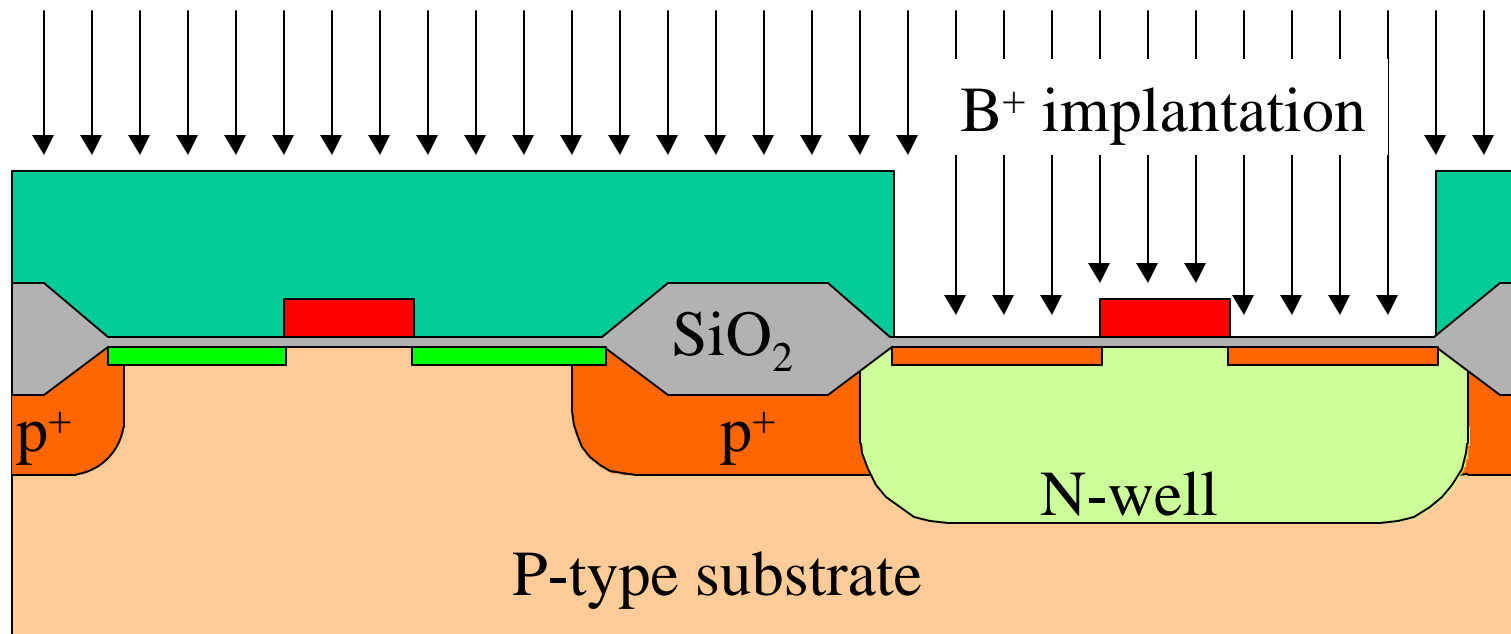 B⁺ implantation
SiO₂
p⁺
p⁺
N-well
P-type substrate